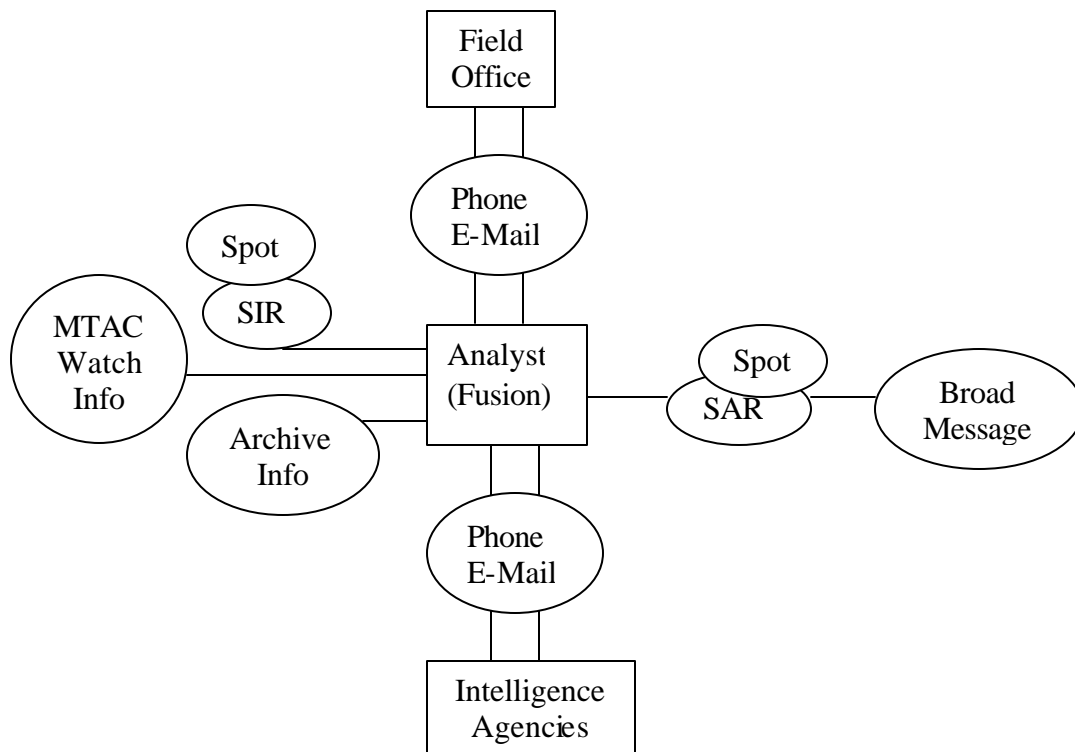 Field
Office
Phone
E-Mail
Spot
SIR
MTAC
Watch
Info
Analyst
(Fusion)
Spot
SAR
Broad
Message
Archive
Info
Phone
E-Mail
Intelligence
Agencies